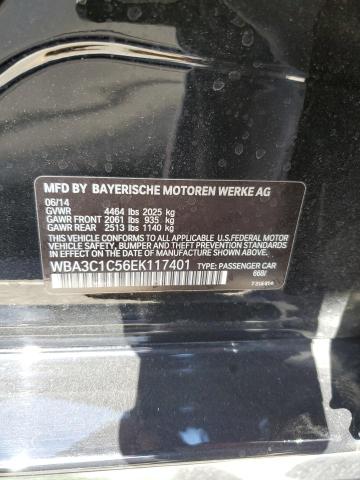 MFD BY BAYERISCHE MOTOREN WERKE AG
06/14
GVWR 4464 lbs 2025 kg
GAWR FRONT 2061 lbs 935 kg
GAWR REAR 2513 lbs 1140 kg
THIS VEHICLE CONFORMS TO ALL APPLICABLE U.S. FEDERAL MOTOR
VEHICLE SAFETY, BUMPER AND THEFT PREVENTION STANDARDS IN
EFFECT ON THE DATE OF MANUFACTURE SHOWN ABOVE.
WBA3C1C56EK117401 TYPE: PASSENGER CAR
668/